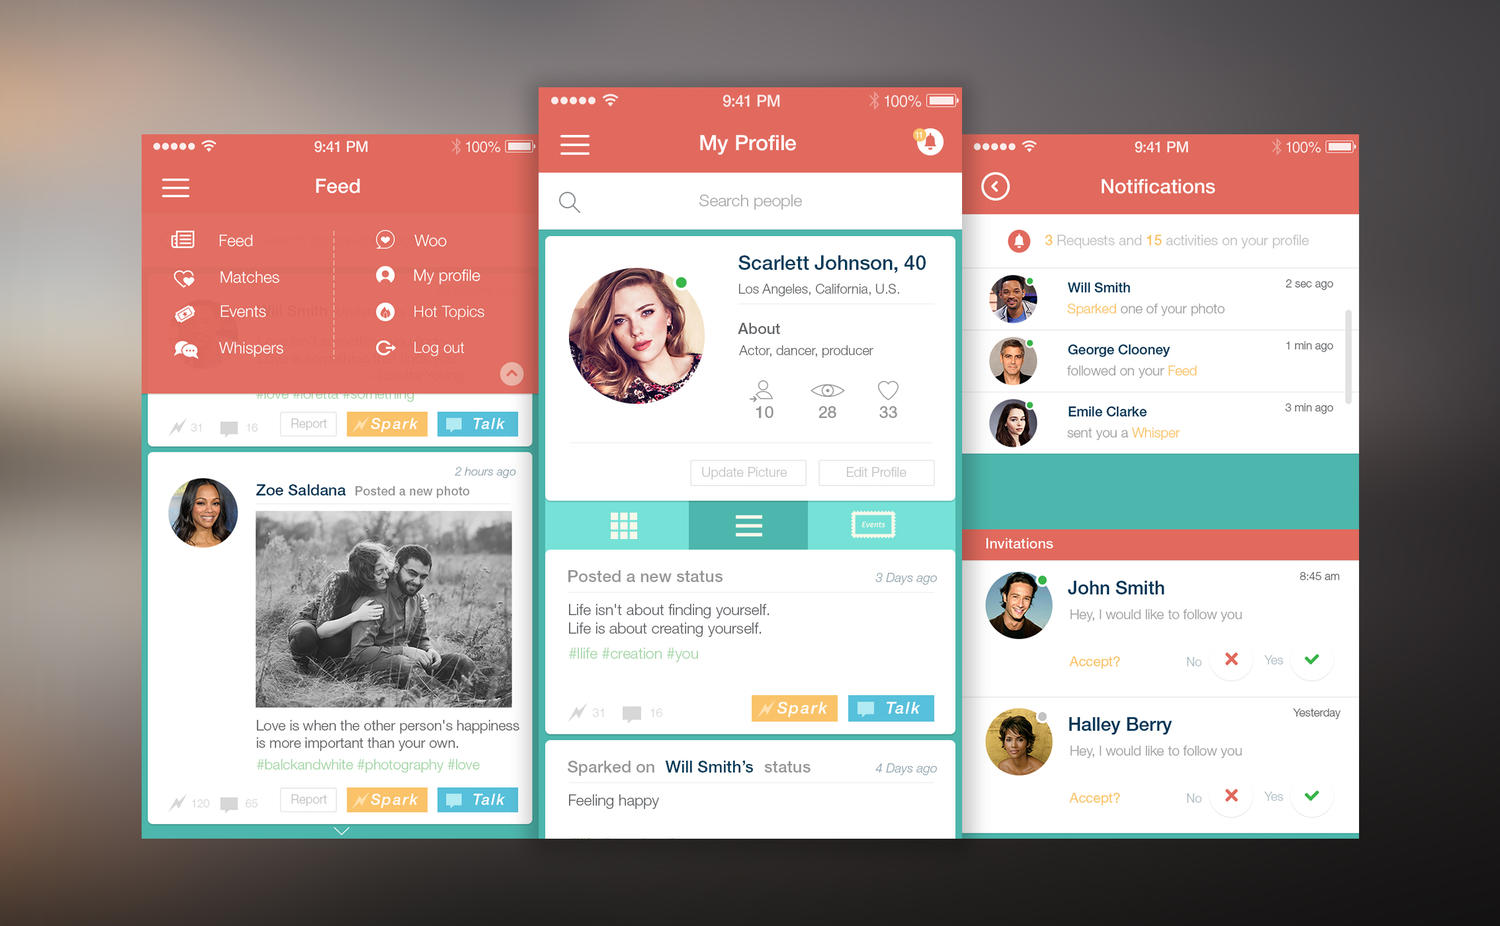 9:41 PM
100%
Feed
Feed
Matches
Events
Whispers
Woo
My profile
Hot Topics
Log out
#love #loretta #something
31
16
Report
Spark
Talk
2 hours ago
Zoe Saldana Posted a new photo
Love is when the other person's happiness
is more important than your own.
#balckandwhite #photography #love
120
65
Report
Spark
Talk
9:41 PM
100%
My Profile
11
Search people
Scarlett Johnson, 40
Los Angeles, California, U.S.
About
Actor, dancer, producer
10
28
33
Update Picture
Edit Profile
Events
Posted a new status
3 Days ago
Life isn't about finding yourself.
Life is about creating yourself.
#llife #creation #you
31
16
Spark
Talk
Sparked on Will Smith's status
4 Days ago
Feeling happy
9:41 PM
100%
Notifications
3 Requests and 15 activities on your profile
Will Smith
2 sec ago
Sparked one of your photo
George Clooney
1 min ago
followed on your Feed
Emile Clarke
3 min ago
sent you a Whisper
Invitations
8:45 am
John Smith
Hey, I would like to follow you
Accept?
No
Yes
Yesterday
Halley Berry
Hey, I would like to follow you
Accept?
No
Yes